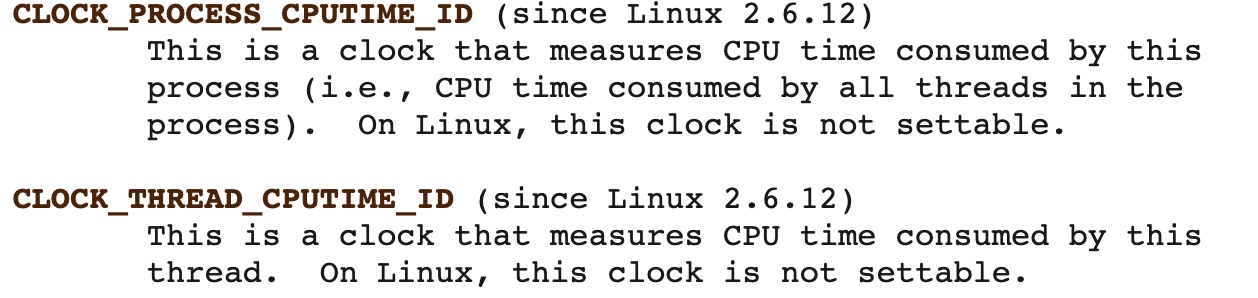 CLOCK_PROCESS_CPUTIME_ID (since Linux 2.6.12)
This is a clock that measures CPU time consumed by this
process (i.e., CPU time consumed by all threads in the
process).  On Linux, this clock is not settable.
CLOCK_THREAD_CPUTIME_ID (since Linux 2.6.12)
This is a clock that measures CPU time consumed by this
thread.  On Linux, this clock is not settable.